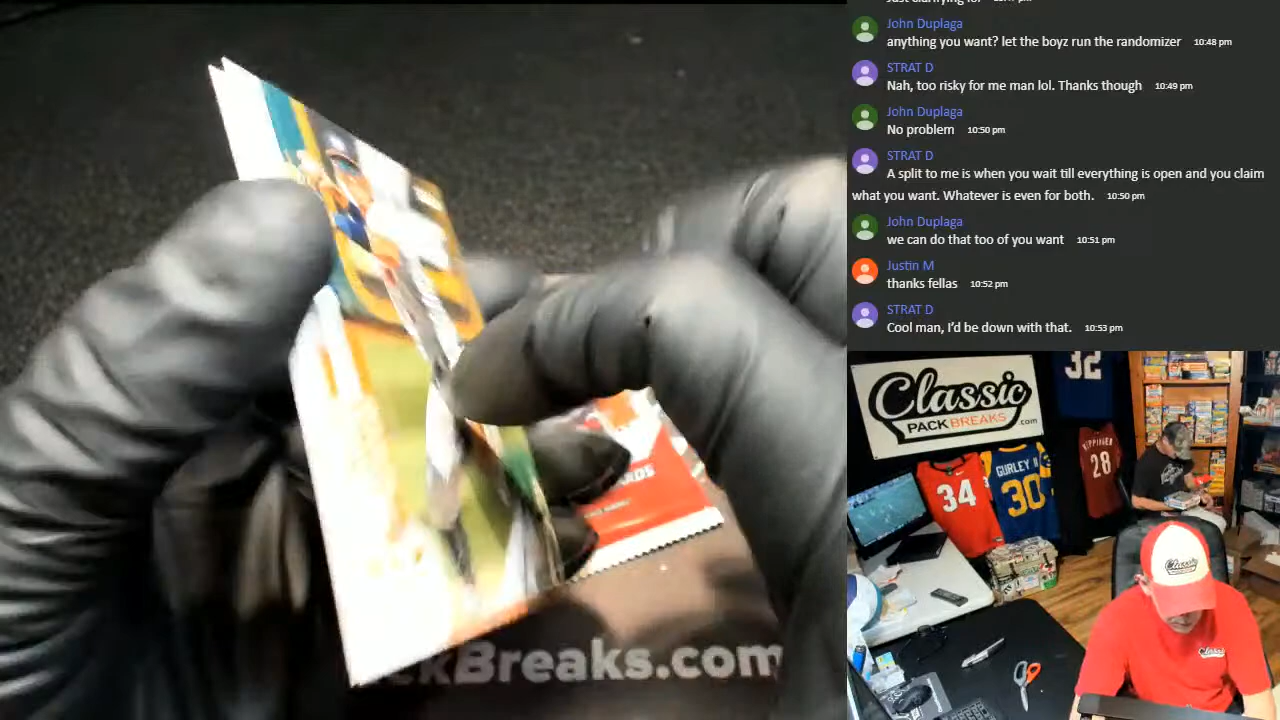 John Duplaga
anything you want? let the boyz run the randomizer 10:48 pm
STRAT D
Nah, too risky for me man lol. Thanks though 10:49 pm
John Duplaga
No problem 10:50 pm
STRAT D
A split to me is when you wait till everything is open and you claim
what you want. Whatever is even for both. 10:50 pm
John Duplaga
we can do that too of you want 10:51 pm
Justin M
thanks fellas 10:52 pm
STRAT D
Cool man, I'd be down with that. 10:53 pm
Classic
PACK BREAKS.com
32
34
GURLEY II
30
28
Classic
kBreaks.com